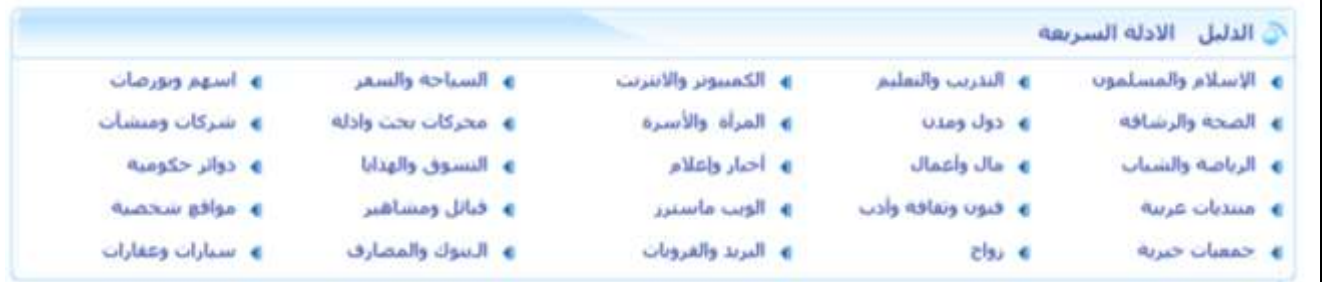 الدليل الادلة السريعة
الإسلام والمسلمون التدريب والتعليم الكمبيوتر والانترنت السياحة والسفر اسهم وبورصات
الصحة والرشاقة دول ومدن المرأة والأسرة محركات بحث وادلة شركات ومنشآت
الرياضة والشباب مال وأعمال أخبار وإعلام التسوق والهدايا دوائر حكومية
منتديات عربية فنون وثقافة وأدب الويب ماسترز قبائل ومشاهير مواقع شخصية
جمعيات خيرية زواج البريد والقروبات البنوك والمصارف سيارات وعقارات